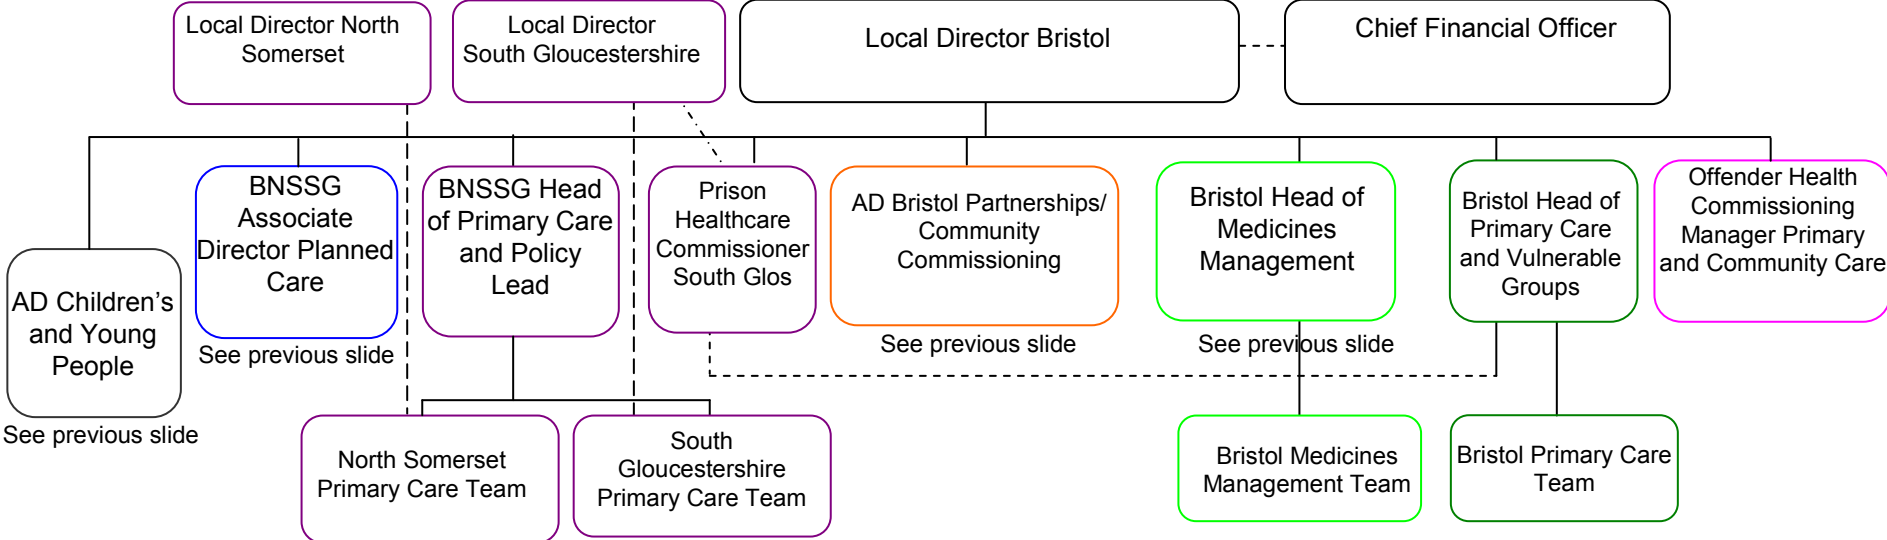 Local Director North
Somerset
Local Director
South Gloucestershire
Local Director Bristol
Chief Financial Officer
AD Children’s
and Young
People
See previous slide
BNSSG
Associate
Director Planned
Care
See previous slide
BNSSG Head
of Primary Care
and Policy
Lead
Prison
Healthcare
Commissioner
South Glos
AD Bristol Partnerships/
Community
Commissioning
See previous slide
Bristol Head of
Medicines
Management
See previous slide
Bristol Head of
Primary Care
and Vulnerable
Groups
Offender Health
Commissioning
Manager Primary
and Community Care
North Somerset
Primary Care Team
South
Gloucestershire
Primary Care Team
Bristol Medicines
Management Team
Bristol Primary Care
Team